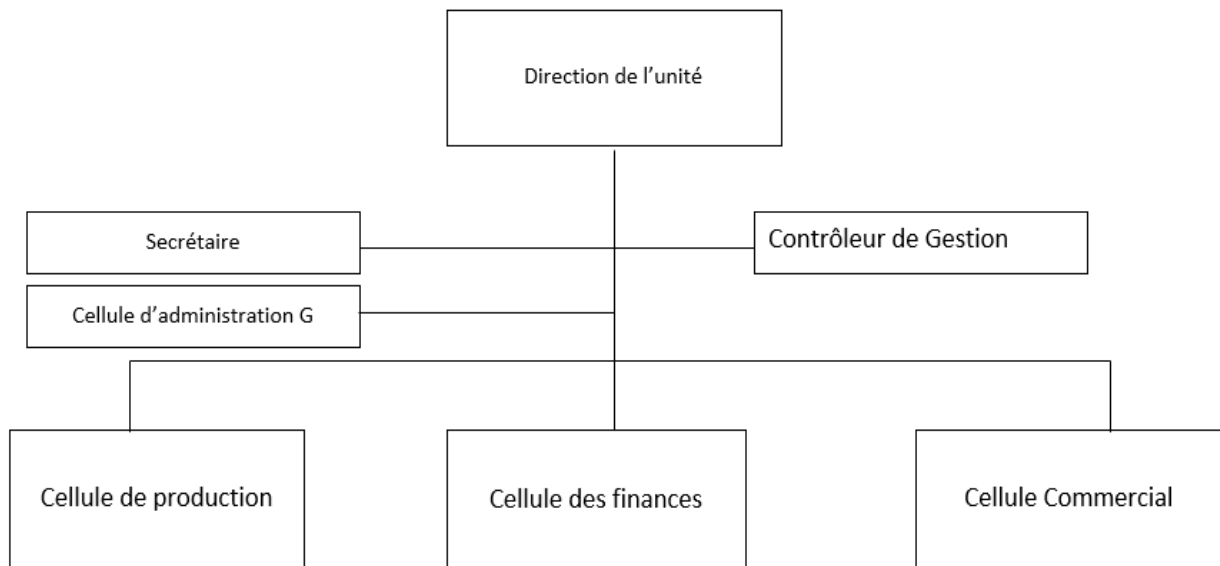 Direction de l’unité
Secrétaire
Contrôleur de Gestion
Cellule d’administration G
Cellule de production
Cellule des finances
Cellule Commercial